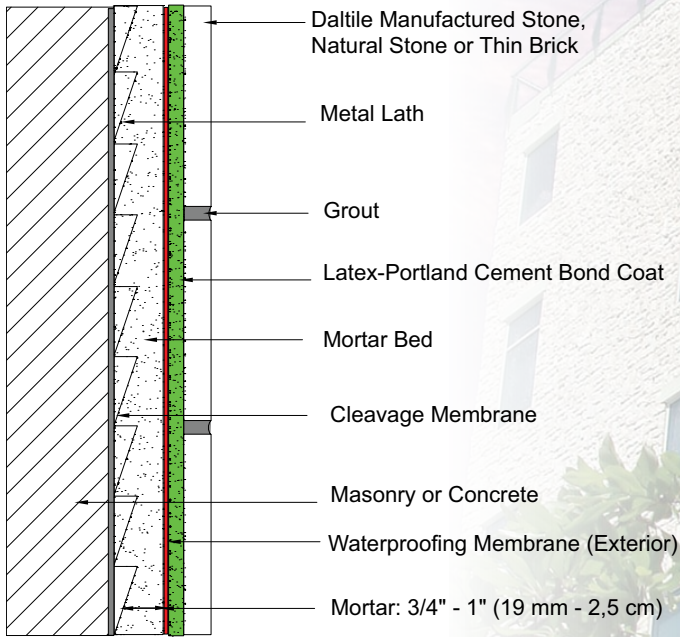 Daltile Manufactured Stone,
Natural Stone or Thin Brick
Metal Lath
Grout
Latex-Portland Cement Bond Coat
Mortar Bed
Cleavage Membrane
Masonry or Concrete
Waterproofing Membrane (Exterior)
Mortar: 3/4" - 1" (19 mm - 2,5 cm)